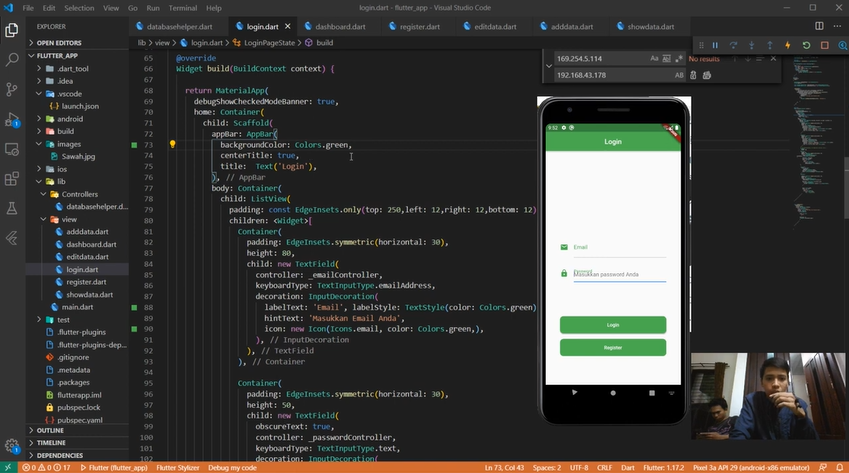 File Edit Selection View Go Run Terminal Help
login.dart - flutter_app - Visual Studio Code
EXPLORER
databasehelper.dart login.dart dashboard.dart register.dart editdata.dart adddata.dart showdata.dart
OPEN EDITORS
lib > view > login.dart > LoginPageState > build
FLUTTER_APP
.dart_tool
.idea
.vscode
launch.json
android
build
images
Sawah.jpg
ios
lib
Controllers
databasehelper.d...
view
adddata.dart
dashboard.dart
editdata.dart
login.dart
register.dart
showdata.dart
main.dart
test
.flutter-plugins
.flutter-plugins-dep...
.gitignore
.metadata
.packages
flutterapp.iml
pubspec.lock
pubspec.yaml
OUTLINE
TIMELINE
DEPENDENCIES
65 @override
66 Widget build(BuildContext context) {
67
68 return MaterialApp(
69 debugShowCheckedModeBanner: true,
70 home: Container(
71 child: Scaffold(
72 appBar: AppBar(
73 backgroundColor: Colors.green,
74 centerTitle: true,
75 title: Text('Login'),
76 ), // AppBar
77 body: Container(
78 child: ListView(
79 padding: const EdgeInsets.only(top: 250,left: 12,right: 12,bottom: 12)
80 children: <Widget>[
81 Container(
82 padding: EdgeInsets.symmetric(horizontal: 30),
83 height: 80,
84 child: new TextField(
85 controller: _emailController,
86 keyboardType: TextInputType.emailAddress,
87 decoration: InputDecoration(
88 labelText: 'Email', labelStyle: TextStyle(color: Colors.green)
89 hintText: 'Masukkan Email Anda',
90 icon: new Icon(Icons.email, color: Colors.green,),
91 ), // InputDecoration
92 ), // TextField
93 ), // Container
94
95 Container(
96 padding: EdgeInsets.symmetric(horizontal: 30),
97 height: 50,
98 child: new TextField(
99 obscureText: true,
100 controller: _passwordController,
101 keyboardType: TextInputType.text,
102 decoration: InputDecoration(
169.254.5.114 Aa No results
192.168.43.178 AB
9:52
Login
Email
Password
Masukkan password Anda
Login
Register
0 0 17 Flutter (flutter_app) Flutter Stylizer Debug my code
Ln 73, Col 43 Spaces: 2 UTF-8 CRLF Dart Flutter: 1.17.2 Pixel 3a API 29 (android-x86 emulator)